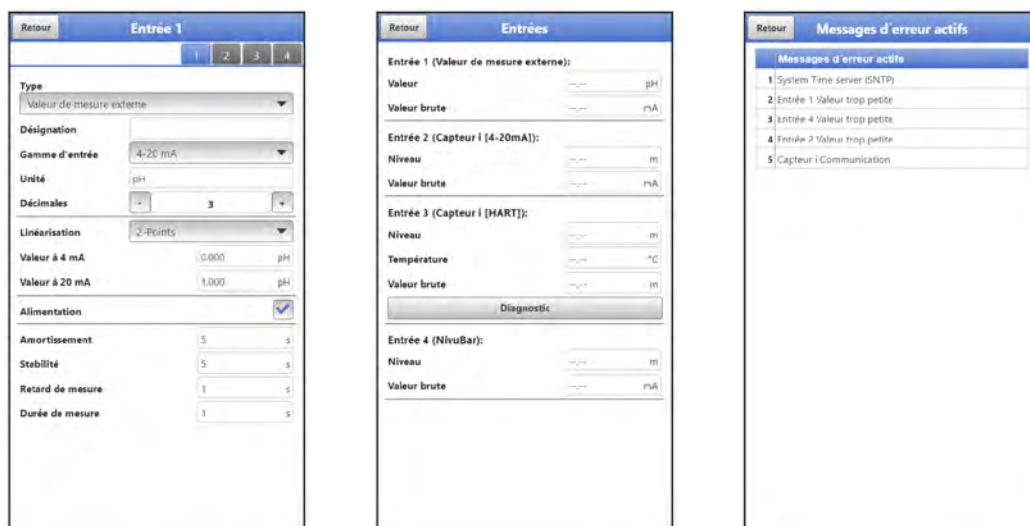 Retour
Entrée 1
1 2 3 4
Type
Valeur de mesure externe
Désignation
Gamme d'entrée 4-20 mA
Unité pH
Décimales - 3 +
Linéarisation 2-Points
Valeur à 4 mA 0.000 pH
Valeur à 20 mA 1.000 pH
Alimentation
Amortissement 5 s
Stabilité 5 s
Retard de mesure 1 s
Durée de mesure 1 s
Retour
Entrées
Entrée 1 (Valeur de mesure externe):
Valeur --.-- pH
Valeur brute --.-- mA
Entrée 2 (Capteur i [4-20mA]):
Niveau --.-- m
Valeur brute --.-- mA
Entrée 3 (Capteur i [HART]):
Niveau --.-- m
Température --.-- °C
Valeur brute --.-- m
Diagnostic
Entrée 4 (NivuBar):
Niveau --.-- m
Valeur brute --.-- mA
Retour
Messages d'erreur actifs
Messages d'erreur actifs
1 System Time server (SNTP)
2 Entrée 1 Valeur trop petite
3 Entrée 4 Valeur trop petite
4 Entrée 2 Valeur trop petite
5 Capteur i Communication